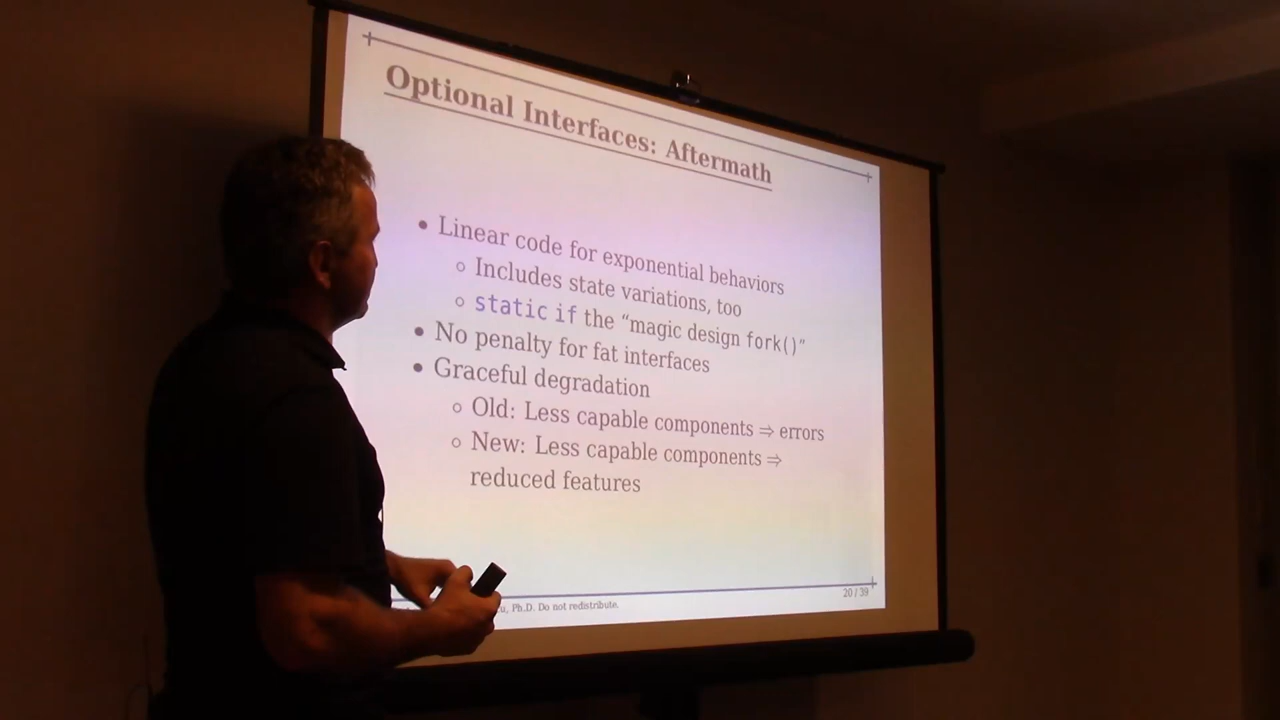 Optional Interfaces: Aftermath
• Linear code for exponential behaviors
◦ Includes state variations, too
◦ static if the “magic design fork()”
• No penalty for fat interfaces
• Graceful degradation
◦ Old: Less capable components ⇒ errors
◦ New: Less capable components ⇒
reduced features
Ph.D. Do not redistribute.
20 / 39